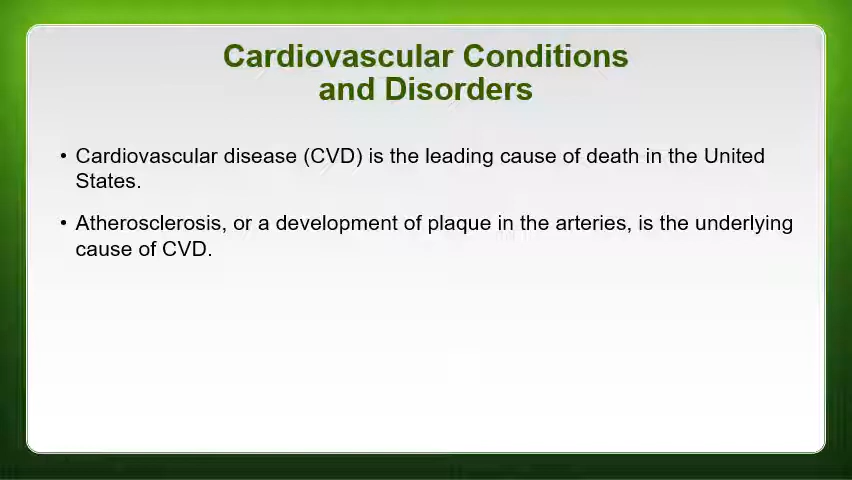 Cardiovascular Conditions
and Disorders
• Cardiovascular disease (CVD) is the leading cause of death in the United
States.
• Atherosclerosis, or a development of plaque in the arteries, is the underlying
cause of CVD.